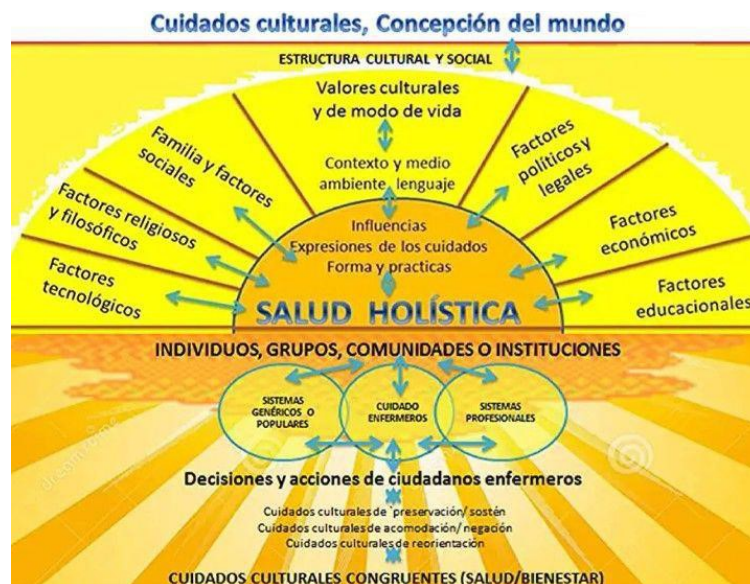 Cuidados culturales, Concepción del mundo
ESTRUCTURA CULTURAL Y SOCIAL
Valores culturales
y de modo de vida
Familia y factores
sociales
Contexto y medio
ambiente lenguaje
Factores
políticos y
legales
Factores religiosos
y filosóficos
Influencias
Expresiones de los cuidados
Forma y practicas
Factores
económicos
Factores
tecnológicos
Factores
educacionales
SALUD HOLÍSTICA
INDIVIDUOS, GRUPOS, COMUNIDADES O INSTITUCIONES
SISTEMAS
GENÉRICOS O
POPULARES
CUIDADO
ENFERMEROS
SISTEMAS
PROFESIONALES
Decisiones y acciones de ciudadanos enfermeros
Cuidados culturales de preservación/ sostén
Cuidados culturales de acomodación/ negación
Cuidados culturales de reorientación
CUIDADOS CULTURALES CONGRUENTES (SALUD/BIENESTAR)